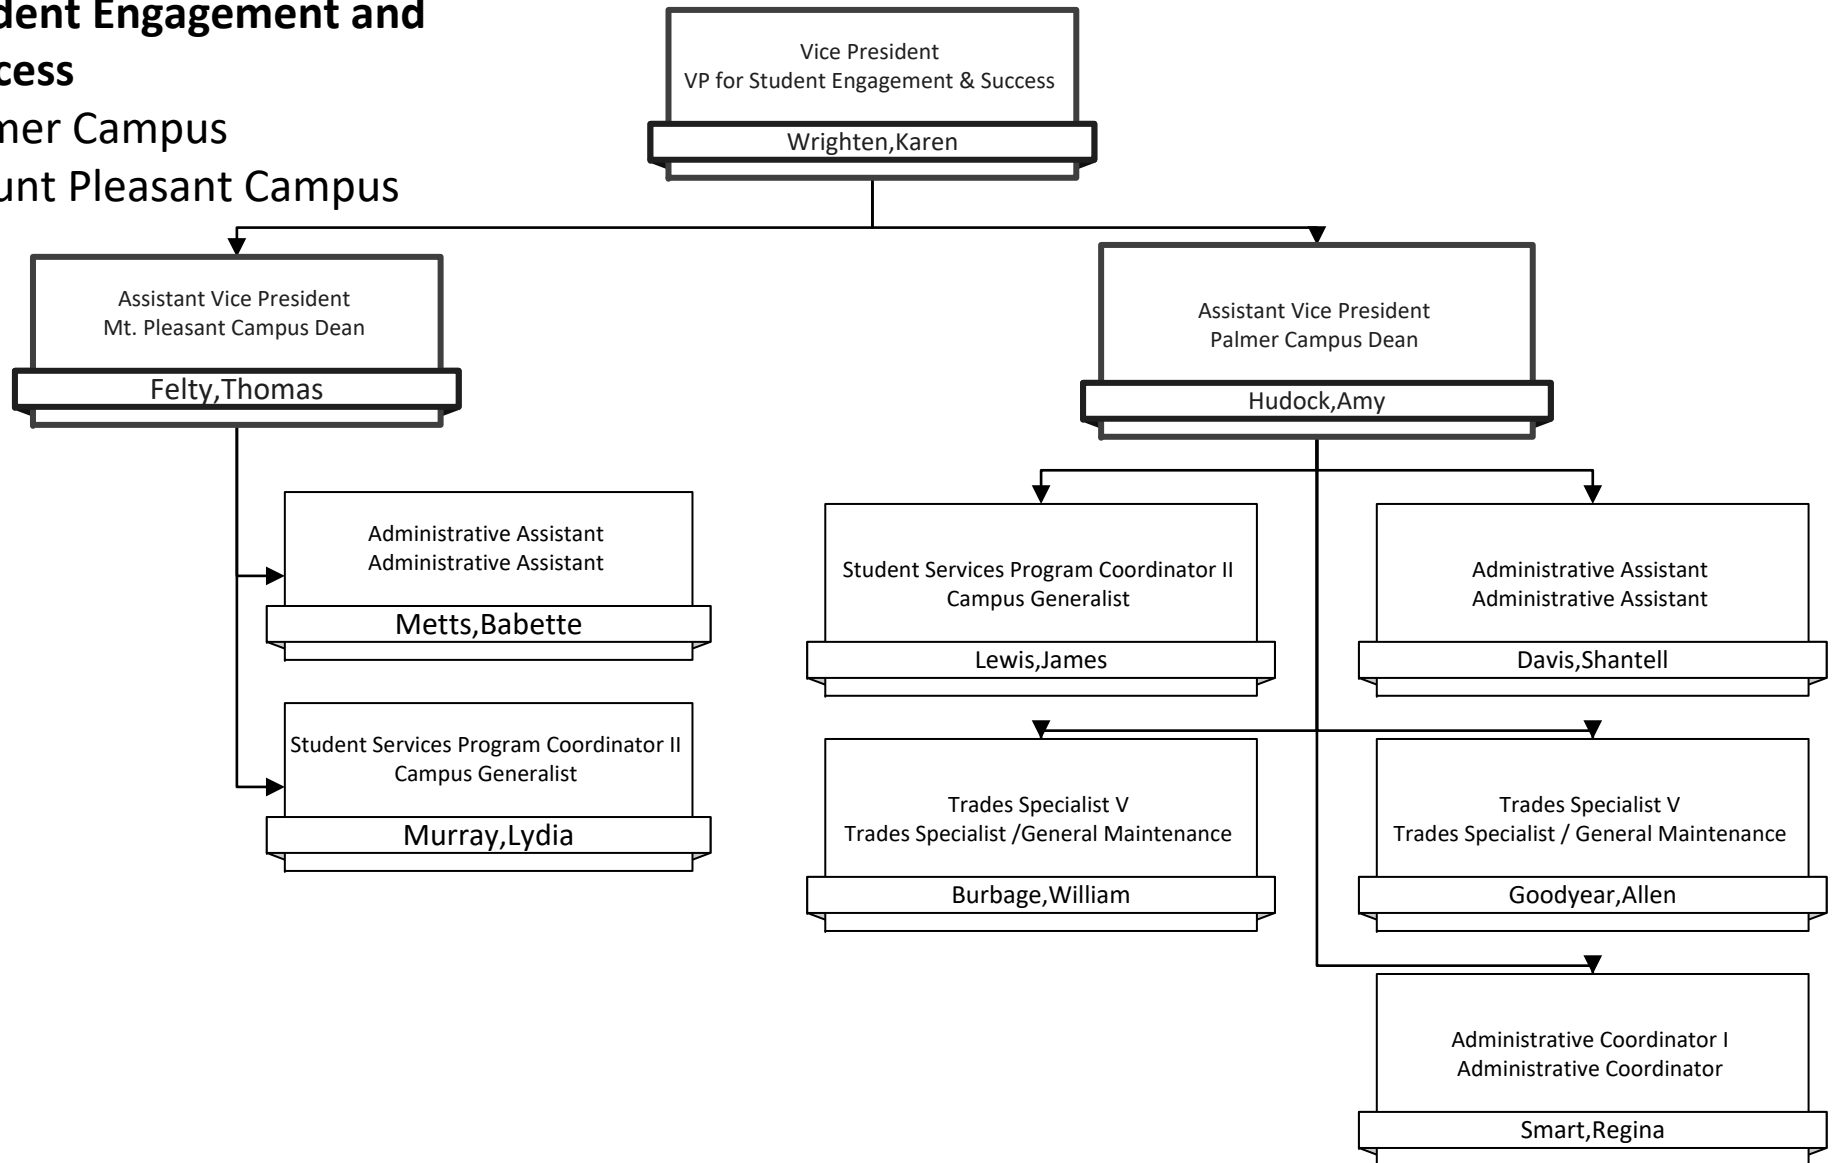 dent Engagement and
cess
mer Campus
unt Pleasant Campus
Vice President
VP for Student Engagement & Success
Wrighten,Karen
Assistant Vice President
Mt. Pleasant Campus Dean
Felty,Thomas
Assistant Vice President
Palmer Campus Dean
Hudock,Amy
Administrative Assistant
Administrative Assistant
Metts,Babette
Student Services Program Coordinator II
Campus Generalist
Murray,Lydia
Student Services Program Coordinator II
Campus Generalist
Lewis,James
Administrative Assistant
Administrative Assistant
Davis,Shantell
Trades Specialist V
Trades Specialist /General Maintenance
Burbage,William
Trades Specialist V
Trades Specialist / General Maintenance
Goodyear,Allen
Administrative Coordinator I
Administrative Coordinator
Smart,Regina